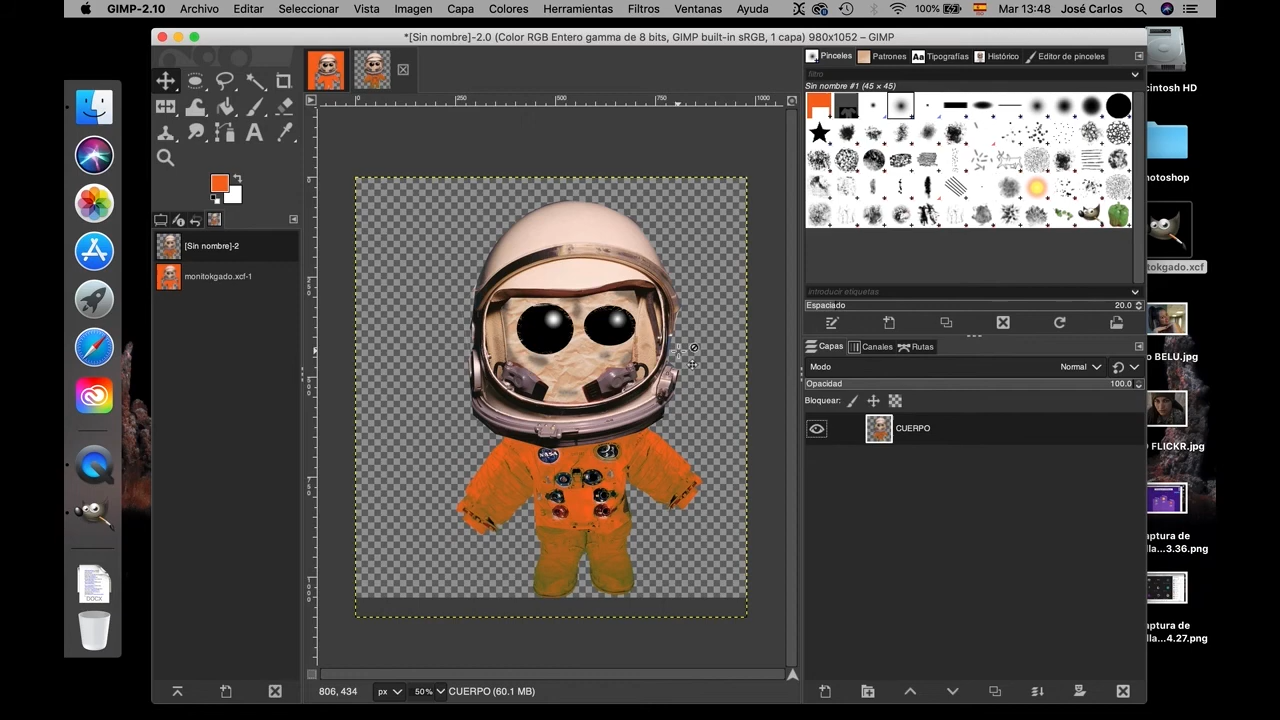 GIMP-2.10 Archivo Editar Seleccionar Vista Imagen Capa Colores Herramientas Filtros Ventanas Ayuda 100% Mar 13:48 José Carlos
*[Sin nombre]-2.0 (Color RGB Entero gamma de 8 bits, GIMP built-in sRGB, 1 capa) 980x1052 – GIMP
Pinceles Patrones Aa Tipografías Histórico Editor de pinceles
filtro
Sin nombre #1 (45 × 45)
0 250 500 750 1000
[Sin nombre]-2
monitokgado.xcf-1
NASA
introducir etiquetas
Espaciado 20.0
Capas Canales Rutas
Modo Normal
Opacidad 100.0
Bloquear:
CUERPO
806, 434 px 50% CUERPO (60.1 MB)
DOCX
cintosh HD
otoshop
tokgado.xcf
o BELU.jpg
O FLICKR.jpg
aptura de
lla...3.36.png
aptura de
lla...4.27.png